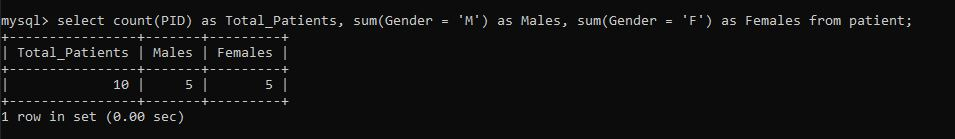 mysql> select count(PID) as Total_Patients, sum(Gender = 'M') as Males, sum(Gender = 'F') as Females from patient;
+----------------+-------+---------+
| Total_Patients | Males | Females |
+----------------+-------+---------+
|             10 |     5 |       5 |
+----------------+-------+---------+
1 row in set (0.00 sec)